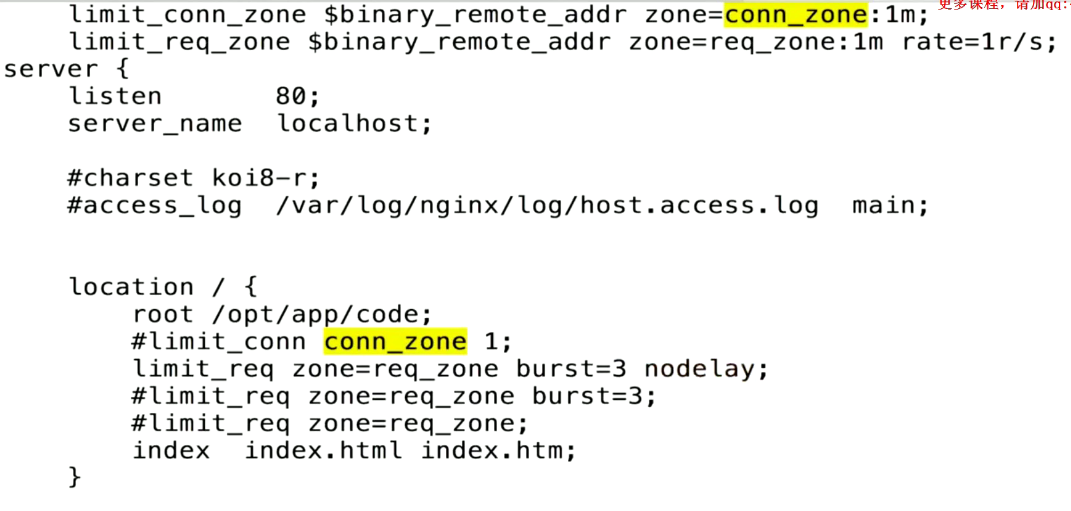 更多课程，请加qq:
limit_conn_zone $binary_remote_addr zone=conn_zone:1m;
limit_req_zone $binary_remote_addr zone=req_zone:1m rate=1r/s;
server {
listen 80;
server_name localhost;
#charset koi8-r;
#access_log /var/log/nginx/log/host.access.log main;
location / {
root /opt/app/code;
#limit_conn conn_zone 1;
limit_req zone=req_zone burst=3 nodelay;
#limit_req zone=req_zone burst=3;
#limit_req zone=req_zone;
index index.html index.htm;
}